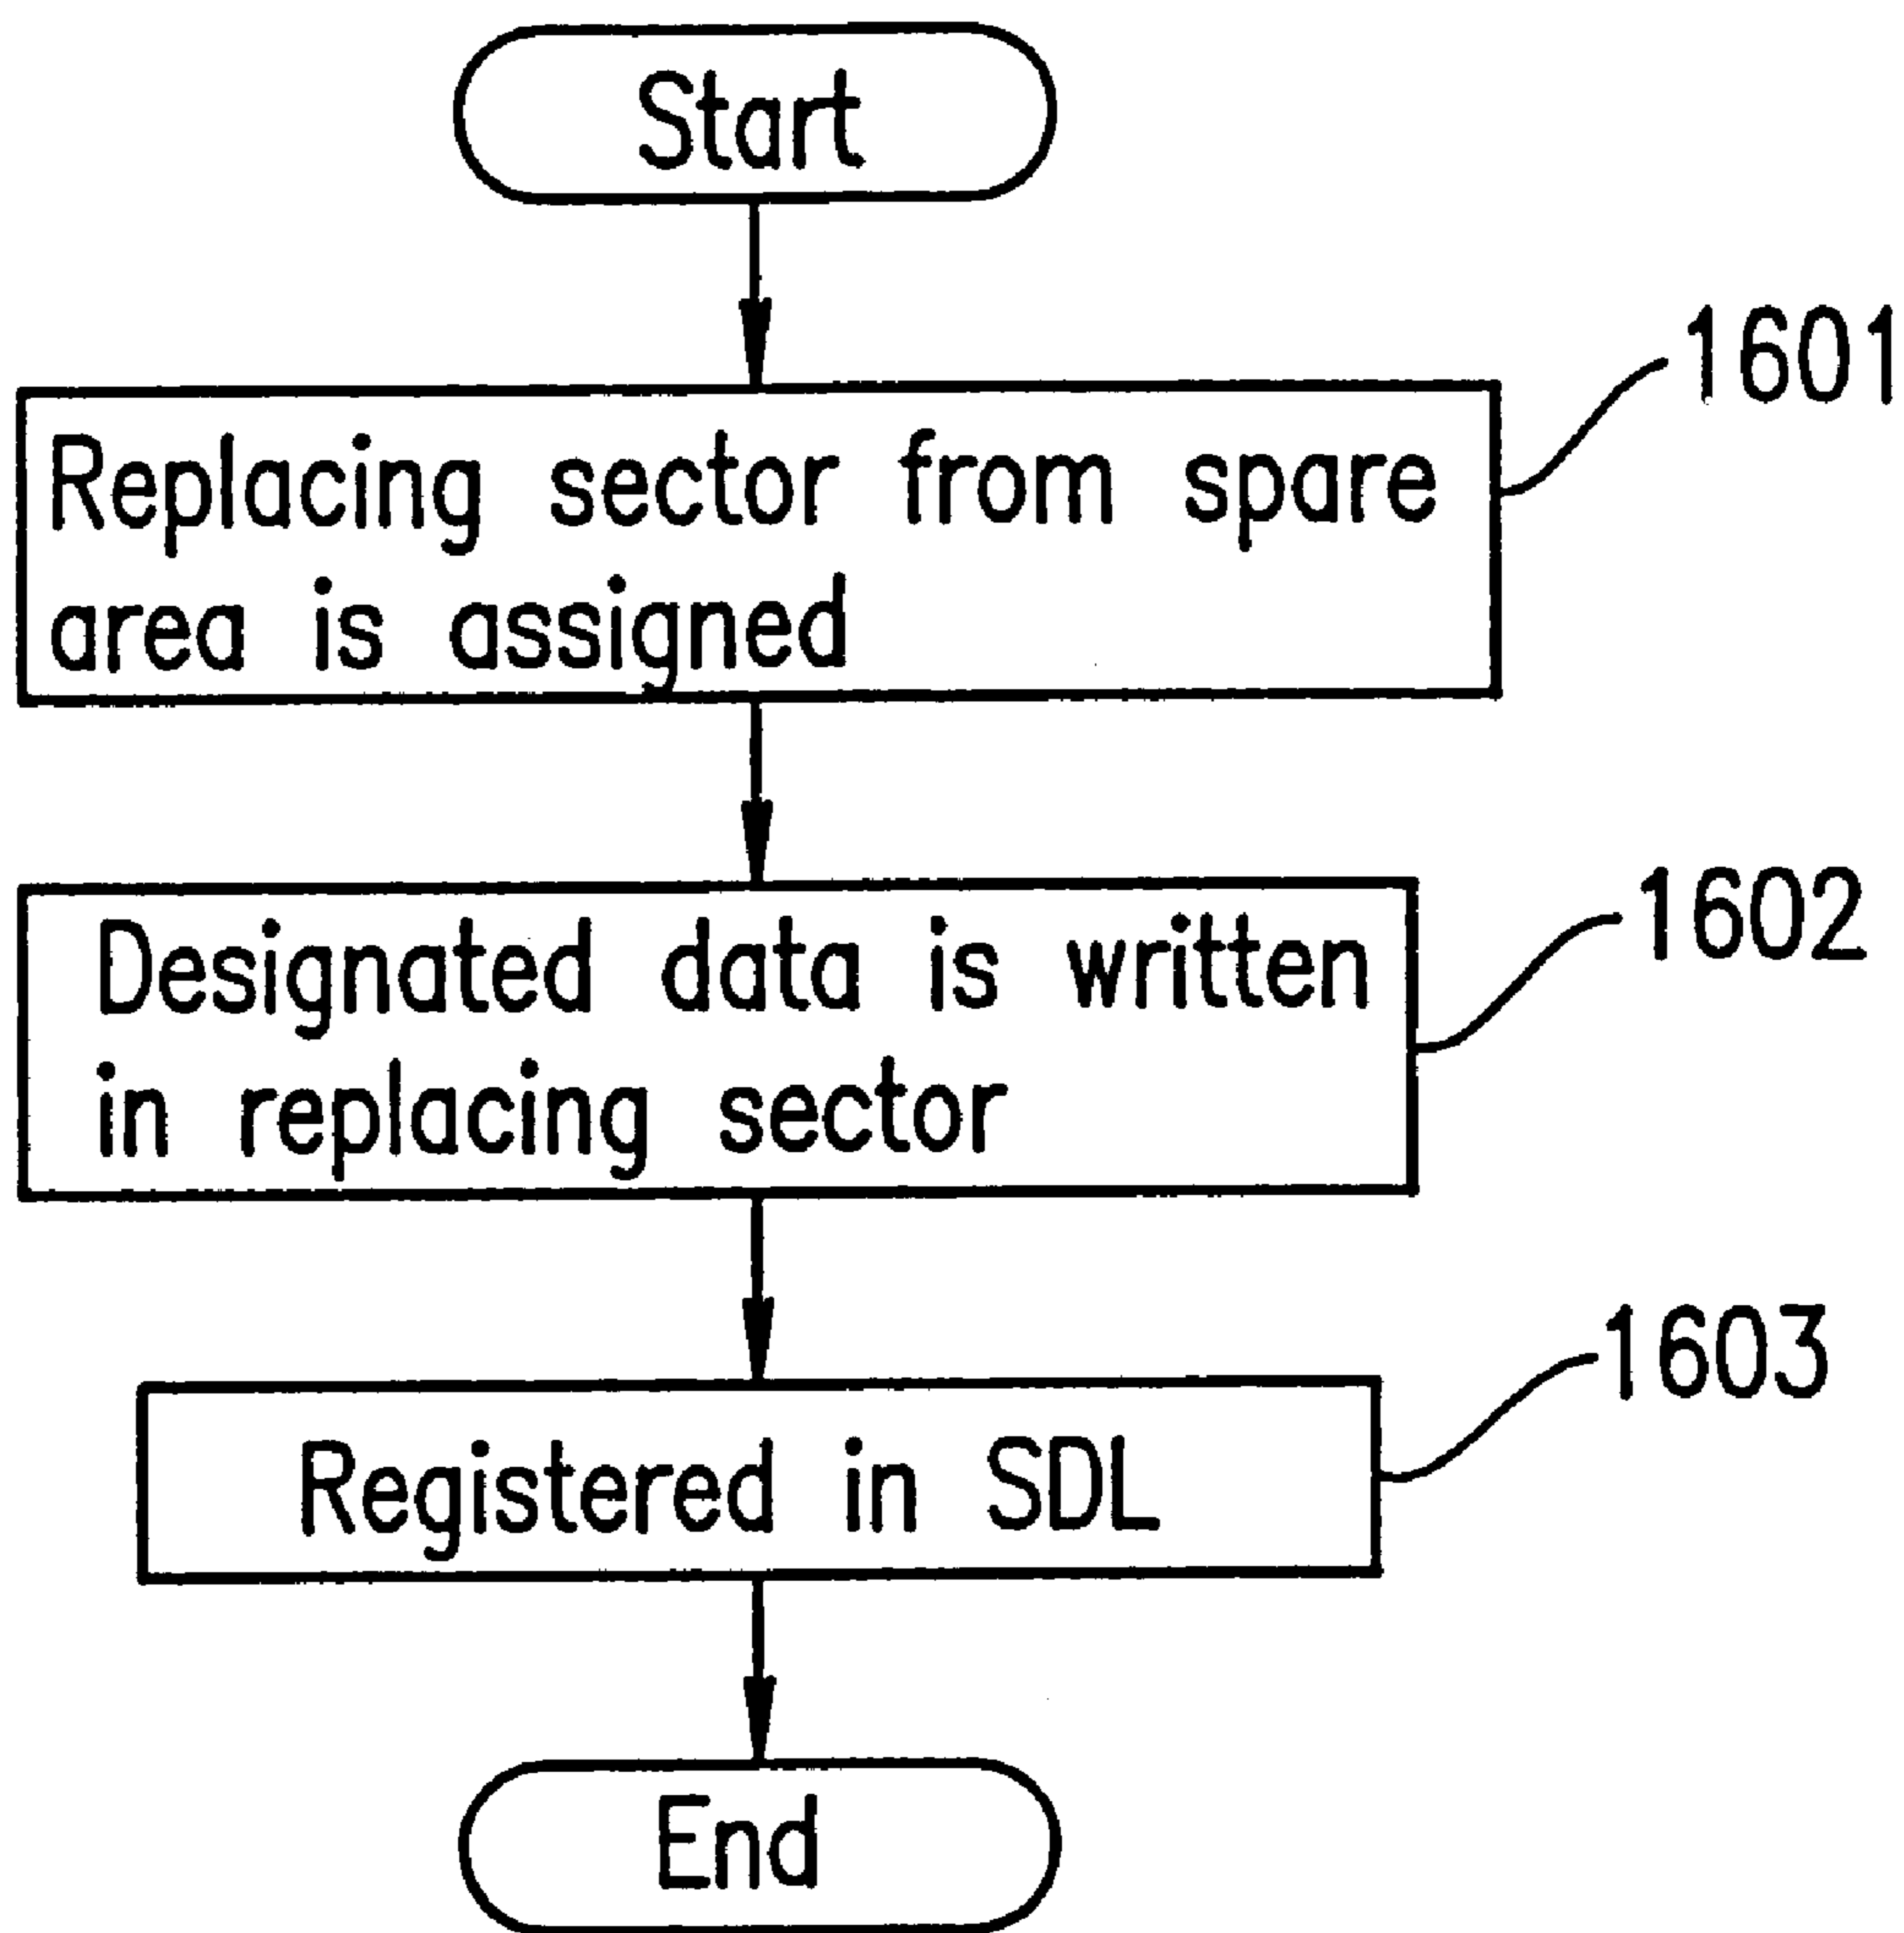 Start
1601
Replacing sector from spare
area is assigned
1602
Designated data is written
in replacing sector
1603
Registered in SDL
End